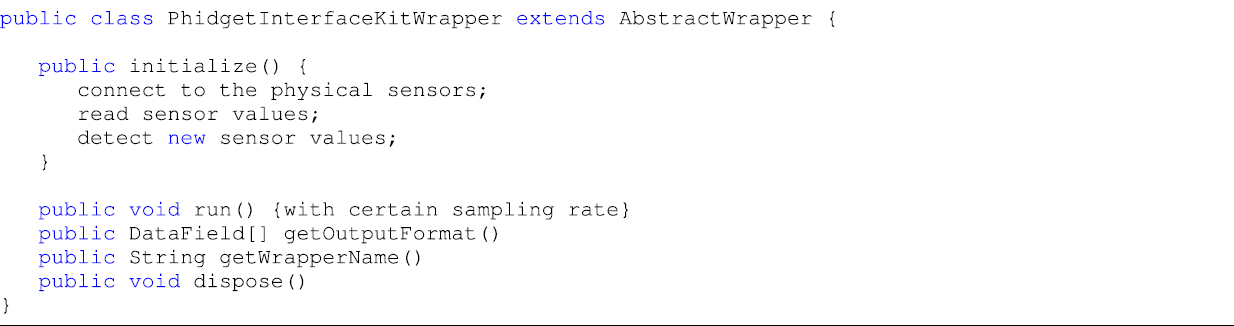 public class PhidgetInterfaceKitWrapper extends AbstractWrapper {
public initialize() {
connect to the physical sensors;
read sensor values;
detect new sensor values;
}
public void run() {with certain sampling rate}
public DataField[] getOutputFormat()
public String getWrapperName()
public void dispose()
}